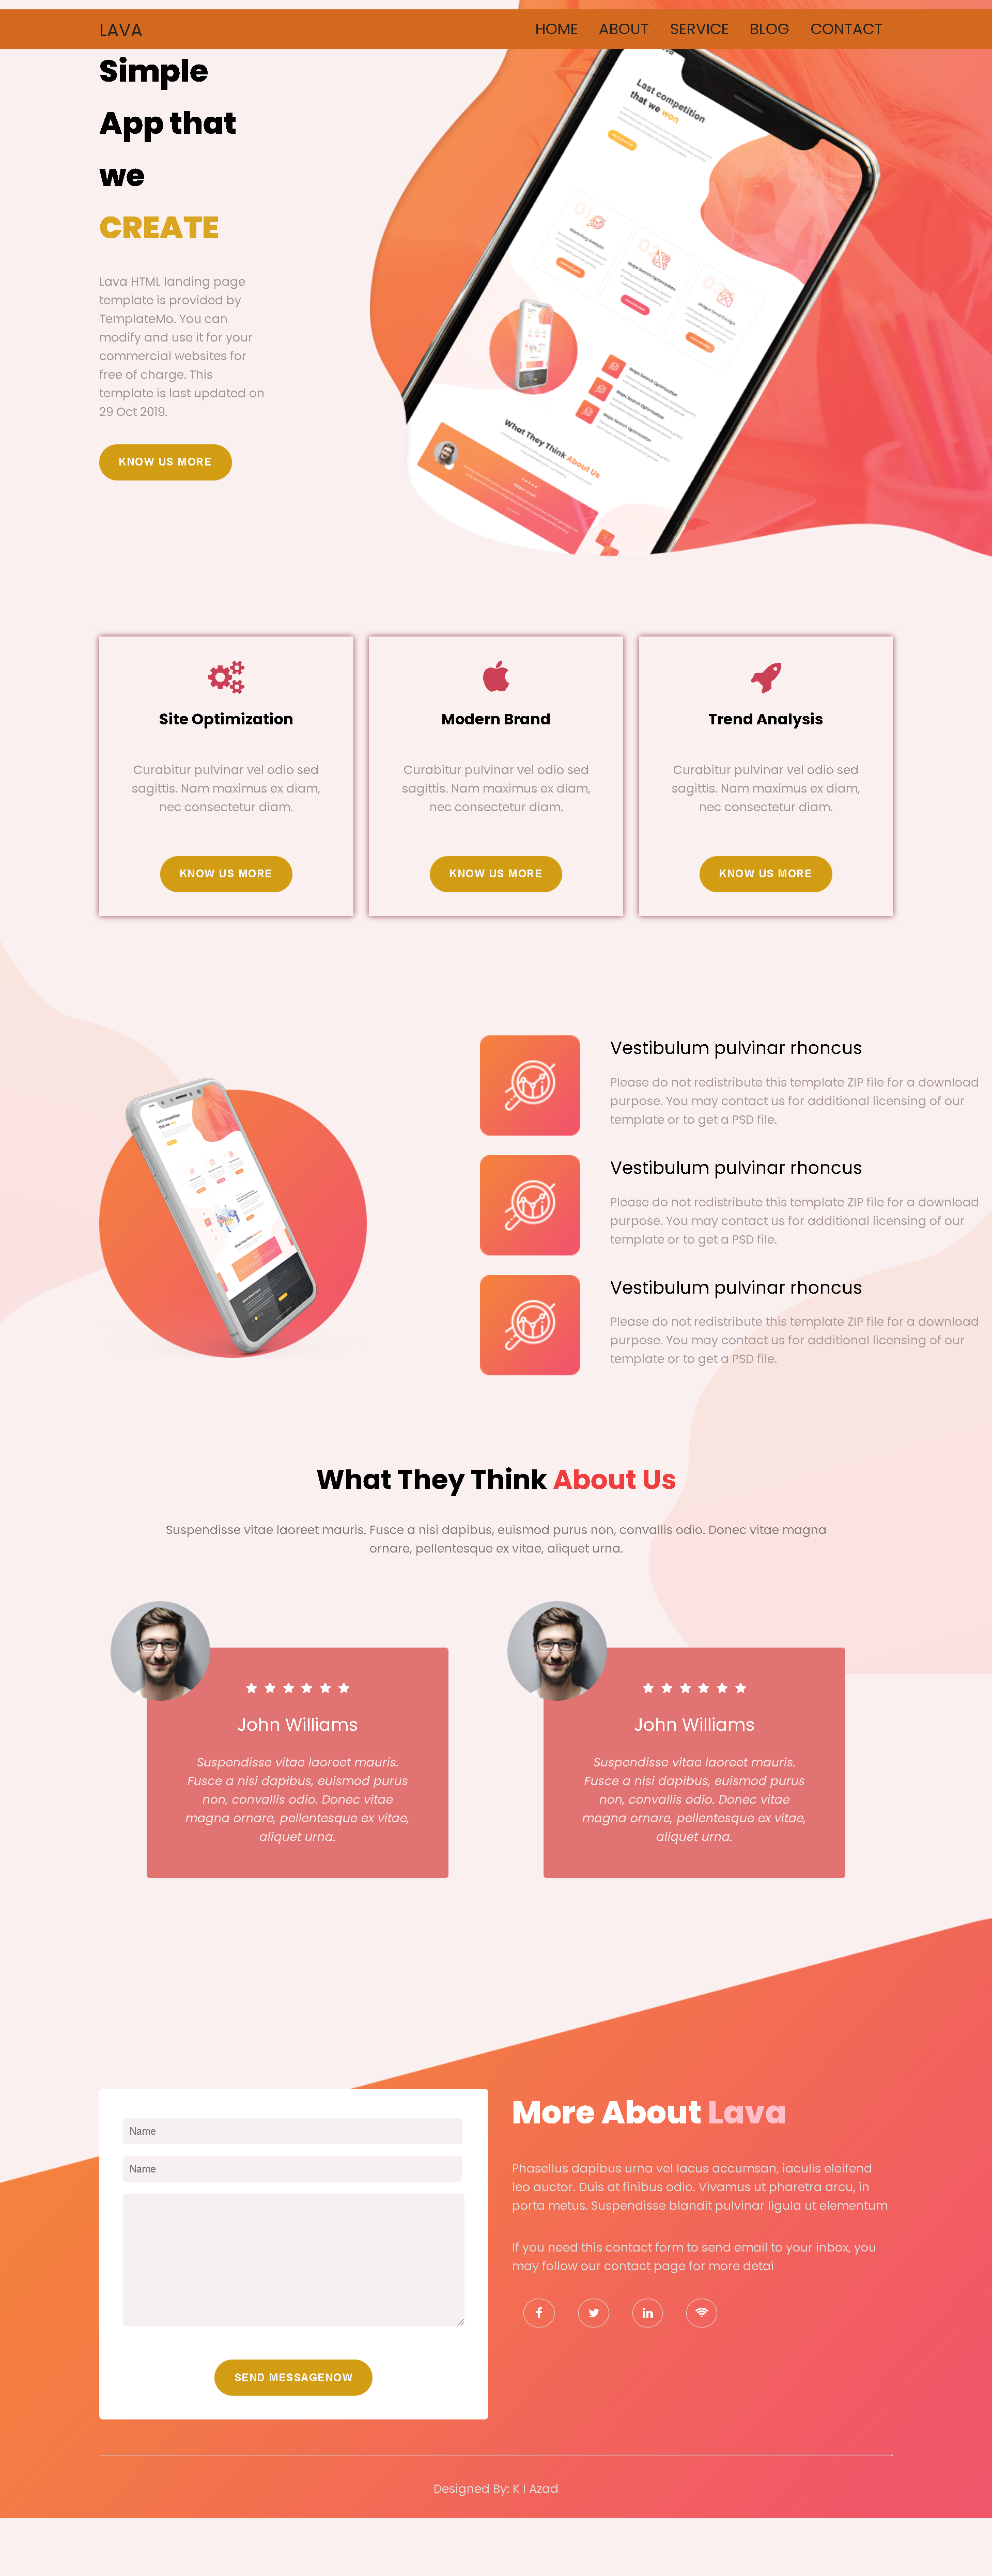 LAVA
HOME ABOUT SERVICE BLOG CONTACT
Simple
App that
we
CREATE
Lava HTML landing page
template is provided by
TemplateMo. You can
modify and use it for your
commercial websites for
free of charge. This
template is last updated on
29 Oct 2019.
KNOW US MORE
Last competition
that we won
01
Marketing Analysis
02
03
What They Think About Us
Site Optimization
Curabitur pulvinar vel odio sed
sagittis. Nam maximus ex diam,
nec consectetur diam.
KNOW US MORE
Modern Brand
Curabitur pulvinar vel odio sed
sagittis. Nam maximus ex diam,
nec consectetur diam.
KNOW US MORE
Trend Analysis
Curabitur pulvinar vel odio sed
sagittis. Nam maximus ex diam,
nec consectetur diam.
KNOW US MORE
Last competition
that we won
Vestibulum pulvinar rhoncus
Please do not redistribute this template ZIP file for a download
purpose. You may contact us for additional licensing of our
template or to get a PSD file.
Vestibulum pulvinar rhoncus
Please do not redistribute this template ZIP file for a download
purpose. You may contact us for additional licensing of our
template or to get a PSD file.
Vestibulum pulvinar rhoncus
Please do not redistribute this template ZIP file for a download
purpose. You may contact us for additional licensing of our
template or to get a PSD file.
What They Think About Us
Suspendisse vitae laoreet mauris. Fusce a nisi dapibus, euismod purus non, convallis odio. Donec vitae magna
ornare, pellentesque ex vitae, aliquet urna.
John Williams
Suspendisse vitae laoreet mauris.
Fusce a nisi dapibus, euismod purus
non, convallis odio. Donec vitae
magna ornare, pellentesque ex vitae,
aliquet urna.
John Williams
Suspendisse vitae laoreet mauris.
Fusce a nisi dapibus, euismod purus
non, convallis odio. Donec vitae
magna ornare, pellentesque ex vitae,
aliquet urna.
Name
Name
SEND MESSAGENOW
More About Lava
Phasellus dapibus urna vel lacus accumsan, iaculis eleifend
leo auctor. Duis at finibus odio. Vivamus ut pharetra arcu, in
porta metus. Suspendisse blandit pulvinar ligula ut elementum
If you need this contact form to send email to your inbox, you
may follow our contact page for more detai
Designed By: K I Azad